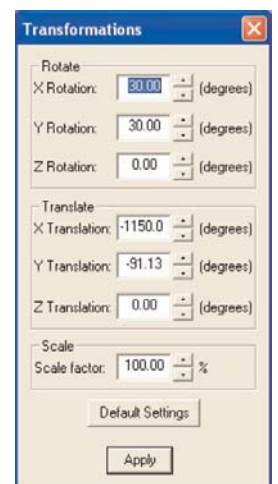 Transformations
Rotate
X Rotation: 30.00 (degrees)
Y Rotation: 30.00 (degrees)
Z Rotation: 0.00 (degrees)
Translate
X Translation: -1150.0 (degrees)
Y Translation: -91.13 (degrees)
Z Translation: 0.00 (degrees)
Scale
Scale factor: 100.00 %
Default Settings
Apply